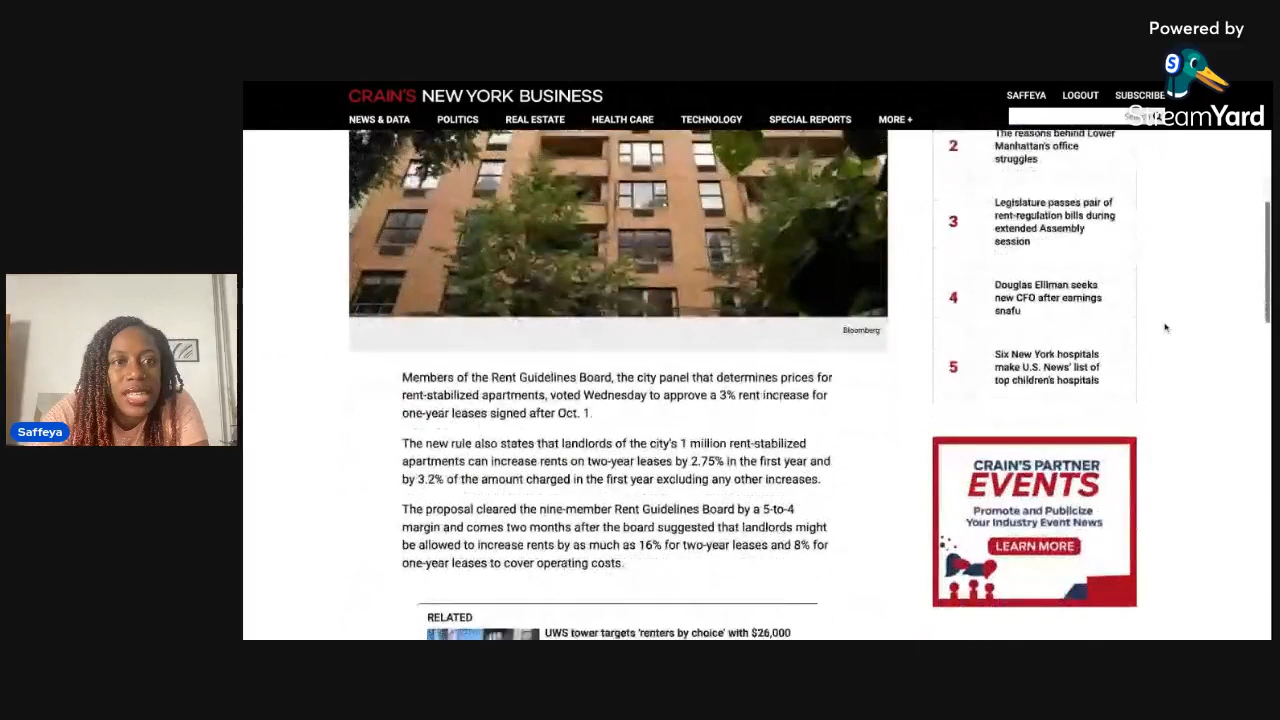 Powered by
StreamYard
CRAIN'S NEW YORK BUSINESS
SAFFEYA LOGOUT SUBSCRIBE
NEWS & DATA POLITICS REAL ESTATE HEALTH CARE TECHNOLOGY SPECIAL REPORTS MORE +
2
The reasons behind Lower
Manhattan's office
struggles
3
Legislature passes pair of
rent-regulation bills during
extended Assembly
session
4
Douglas Elliman seeks
new CFO after earnings
snafu
5
Six New York hospitals
make U.S. News' list of
top children's hospitals
Bloomberg
Members of the Rent Guidelines Board, the city panel that determines prices for
rent-stabilized apartments, voted Wednesday to approve a 3% rent increase for
one-year leases signed after Oct. 1.
The new rule also states that landlords of the city's 1 million rent-stabilized
apartments can increase rents on two-year leases by 2.75% in the first year and
by 3.2% of the amount charged in the first year excluding any other increases.
The proposal cleared the nine-member Rent Guidelines Board by a 5-to-4
margin and comes two months after the board suggested that landlords might
be allowed to increase rents by as much as 16% for two-year leases and 8% for
one-year leases to cover operating costs.
RELATED
UWS tower targets 'renters by choice' with $26,000
CRAIN'S PARTNER
EVENTS
Promote and Publicize
Your Industry Event News
LEARN MORE
Saffeya